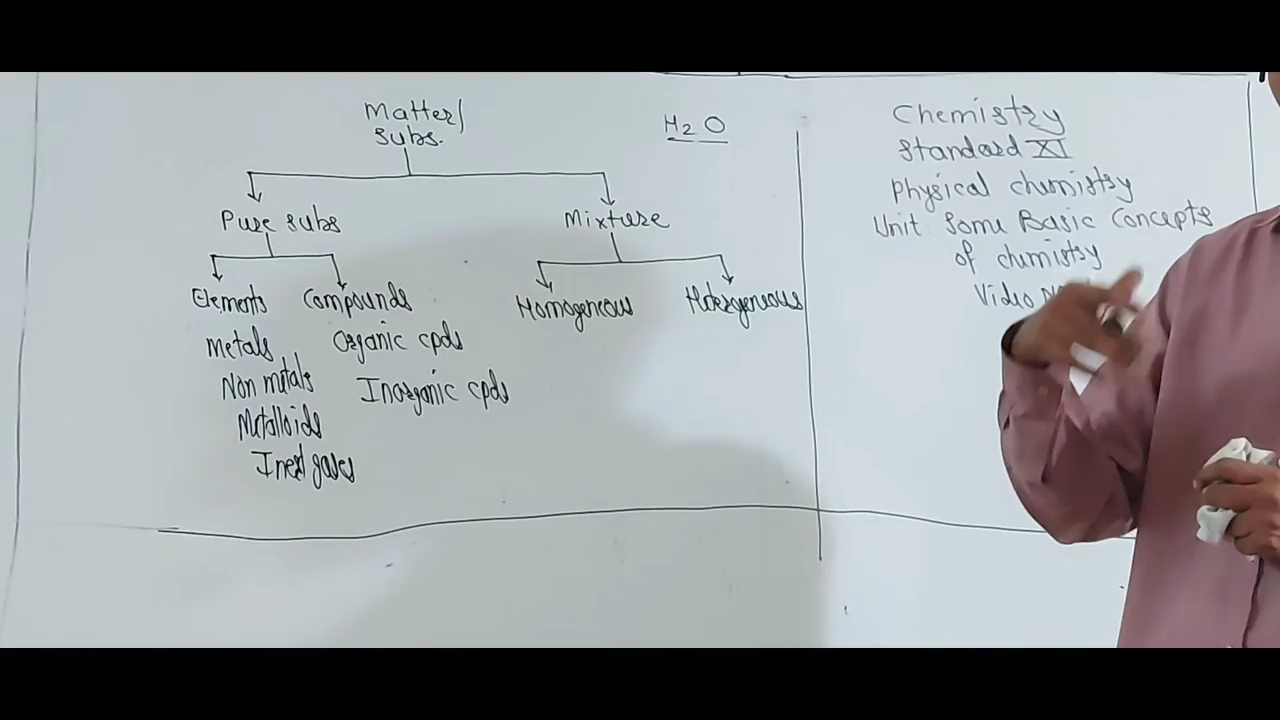 Matter/
subs.
H2O
Pure subs
Mixture
Elements
Compounds
Homogeneous
Heterogeneous
Metals
Organic cpds
Non metals
Inorganic cpds
Metalloids
Inert gases
Chemistry
Standard XI
Physical chemistry
Unit Some Basic Concepts
of chemistry
Video